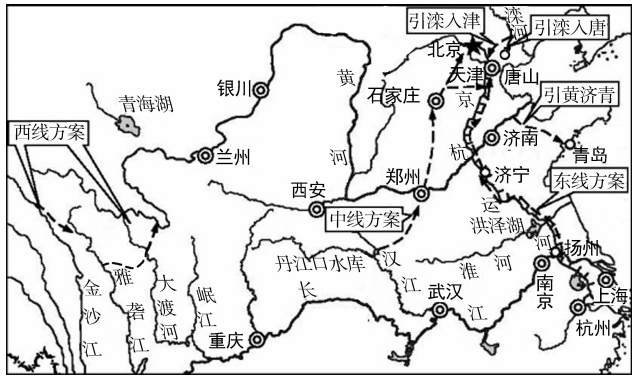 引滦入津
滦河
引滦入唐
北京
天津
唐山
银川
黄河
石家庄
京杭运河
引黄济青
青海湖
西线方案
济南
青岛
兰州
郑州
济宁
东线方案
西安
中线方案
洪泽湖
扬州
丹江口水库
汉江
淮河
南京
上海
金沙江
雅砻江
大渡河
岷江
长江
武汉
重庆
杭州